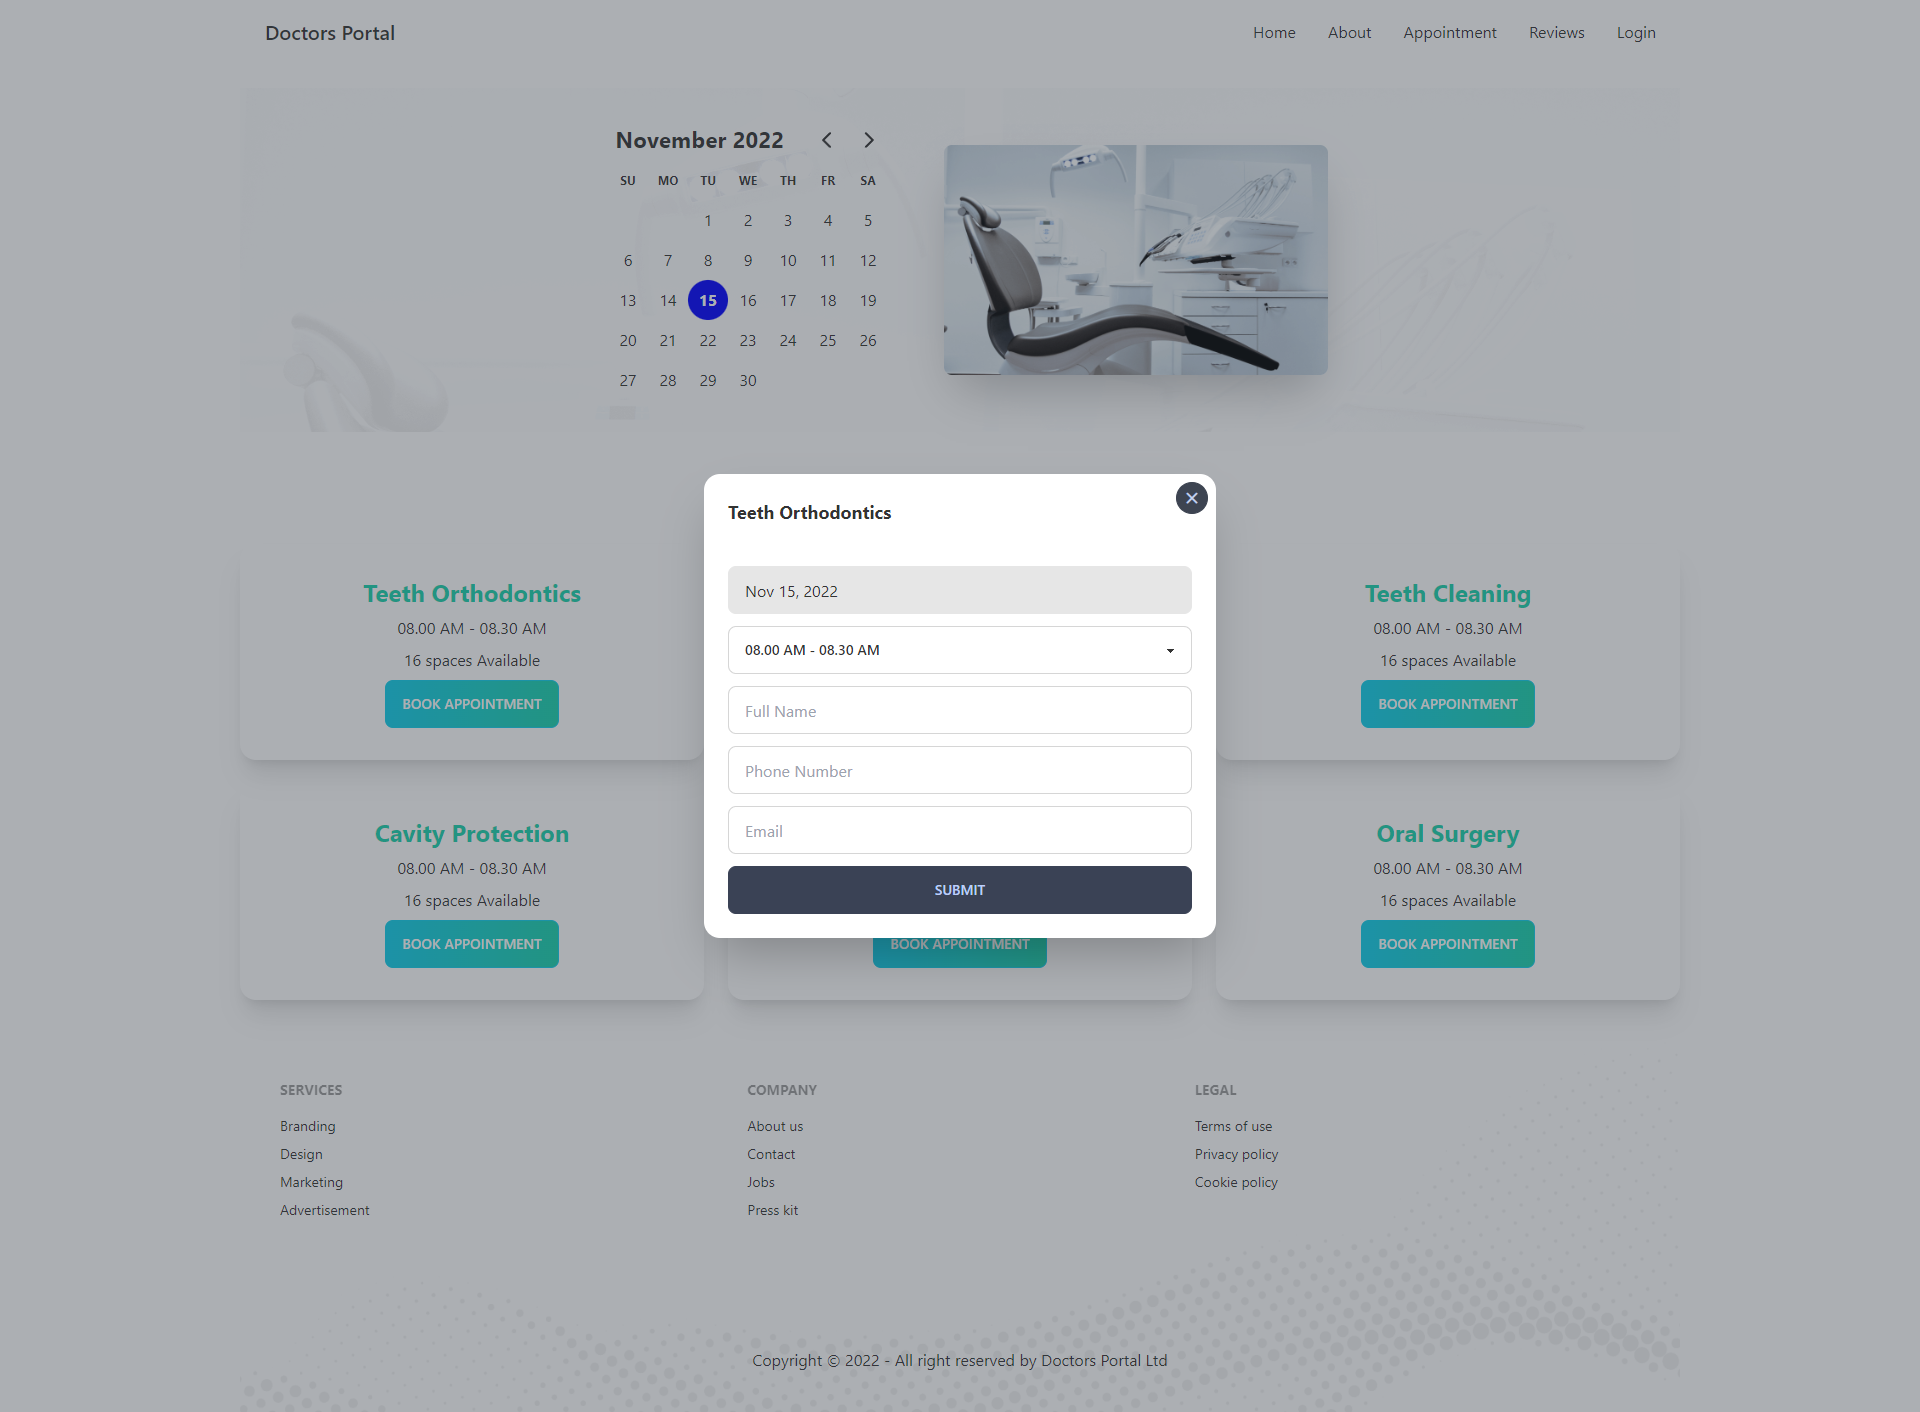 Doctors Portal
Home About Appointment Reviews Login
November 2022
SU MO TU WE TH FR SA
1 2 3 4 5
6 7 8 9 10 11 12
13 14 15 16 17 18 19
20 21 22 23 24 25 26
27 28 29 30
Teeth Orthodontics
Nov 15, 2022
08.00 AM - 08.30 AM
Full Name
Phone Number
Email
SUBMIT
Teeth Orthodontics
08.00 AM - 08.30 AM
16 spaces Available
BOOK APPOINTMENT
Teeth Cleaning
08.00 AM - 08.30 AM
16 spaces Available
BOOK APPOINTMENT
Cavity Protection
08.00 AM - 08.30 AM
16 spaces Available
BOOK APPOINTMENT
BOOK APPOINTMENT
Oral Surgery
08.00 AM - 08.30 AM
16 spaces Available
BOOK APPOINTMENT
SERVICES
Branding
Design
Marketing
Advertisement
COMPANY
About us
Contact
Jobs
Press kit
LEGAL
Terms of use
Privacy policy
Cookie policy
Copyright © 2022 - All right reserved by Doctors Portal Ltd